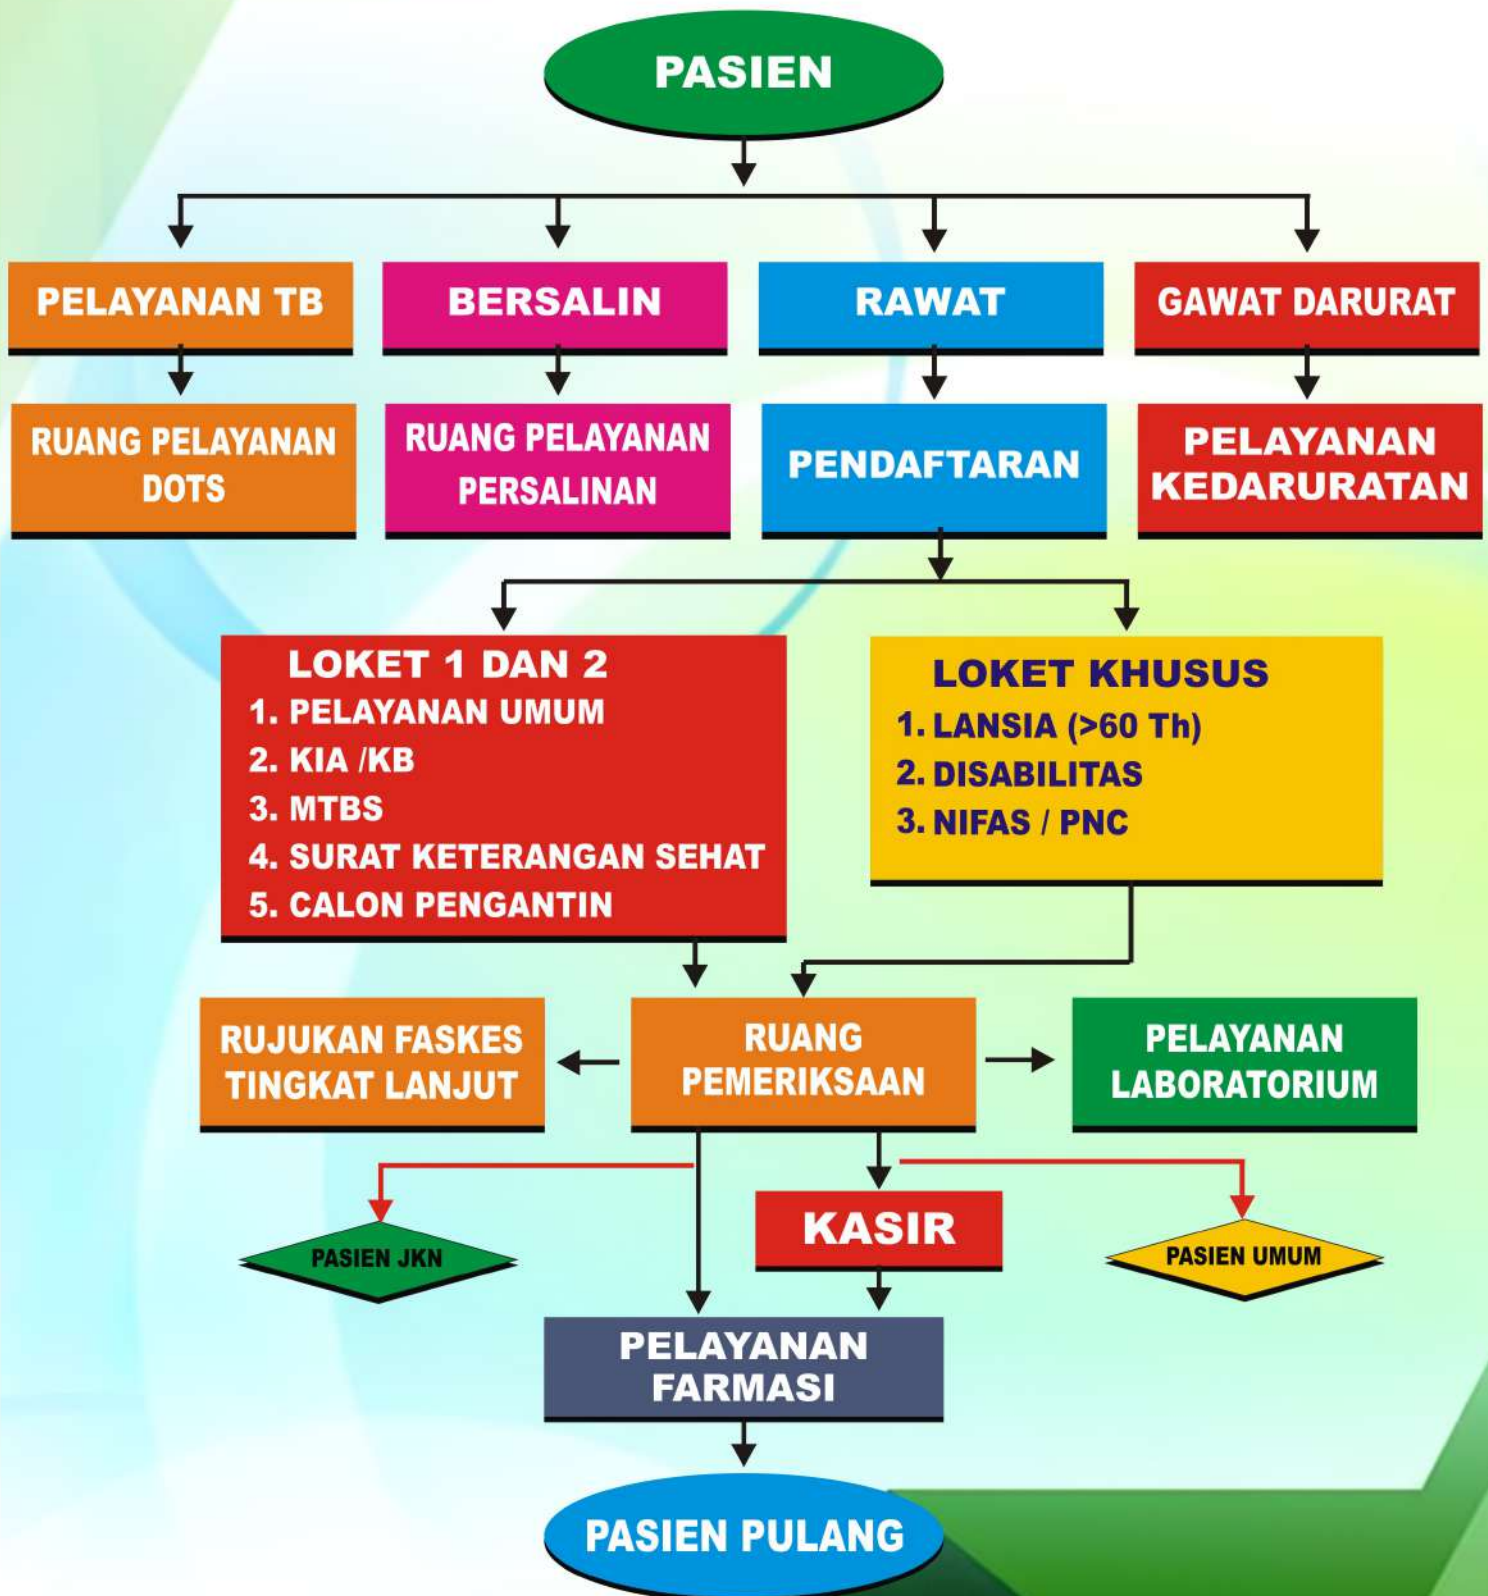 PASIEN
PELAYANAN TB
BERSALIN
RAWAT
GAWAT DARURAT
RUANG PELAYANAN
DOTS
RUANG PELAYANAN
PERSALINAN
PENDAFTARAN
PELAYANAN
KEDARURATAN
LOKET 1 DAN 2
1. PELAYANAN UMUM
2. KIA /KB
3. MTBS
4. SURAT KETERANGAN SEHAT
5. CALON PENGANTIN
LOKET KHUSUS
1. LANSIA (>60 Th)
2. DISABILITAS
3. NIFAS / PNC
RUJUKAN FASKES
TINGKAT LANJUT
RUANG
PEMERIKSAAN
PELAYANAN
LABORATORIUM
PASIEN JKN
KASIR
PASIEN UMUM
PELAYANAN
FARMASI
PASIEN PULANG